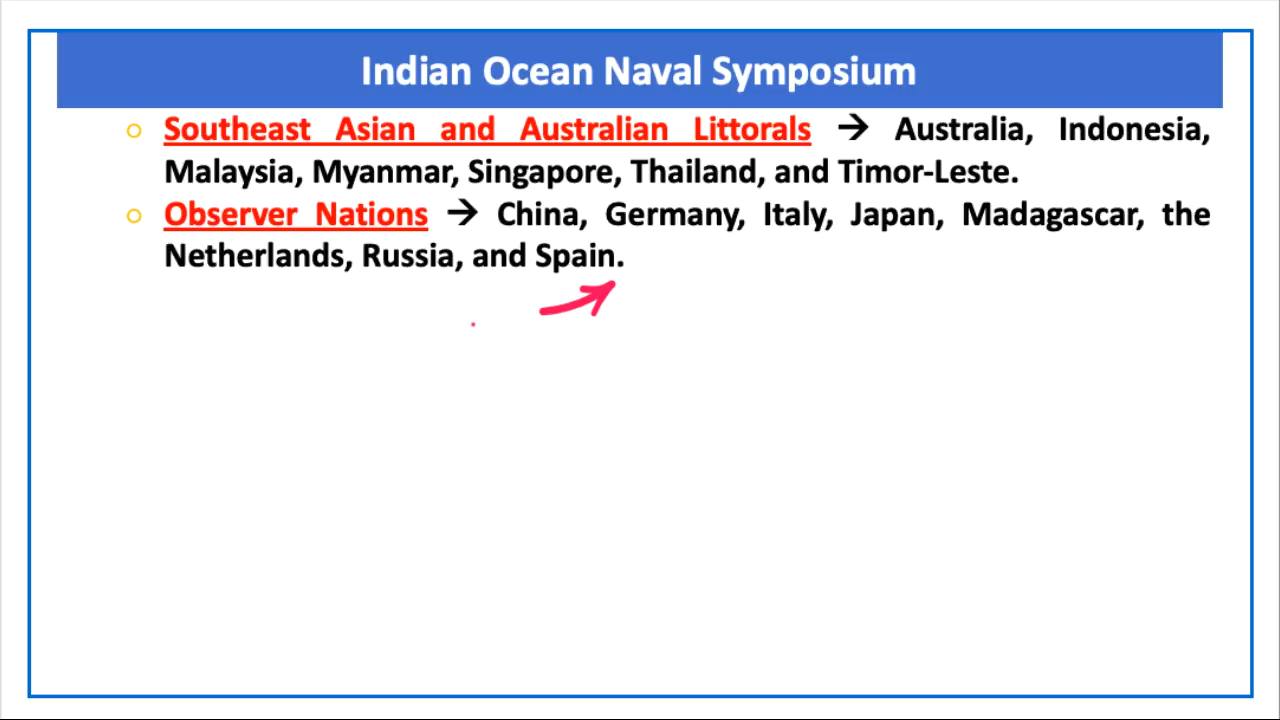 Indian Ocean Naval Symposium
○ Southeast Asian and Australian Littorals → Australia, Indonesia,
Malaysia, Myanmar, Singapore, Thailand, and Timor-Leste.
○ Observer Nations → China, Germany, Italy, Japan, Madagascar, the
Netherlands, Russia, and Spain.